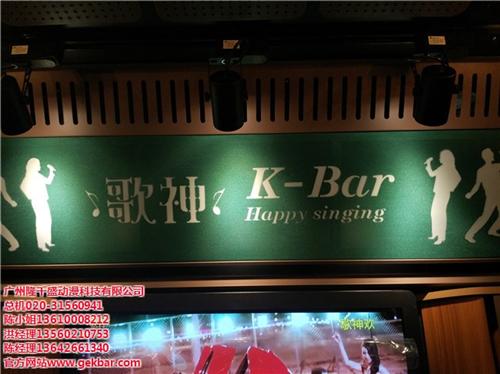 歌神 K-Bar
Happy singing
歌神欢
广州隆千盛动漫科技有限公司
总机020-31560941
陈小姐13610008212
洪经理13560210753
陈经理13642661340
官方网站www.gekbar.com